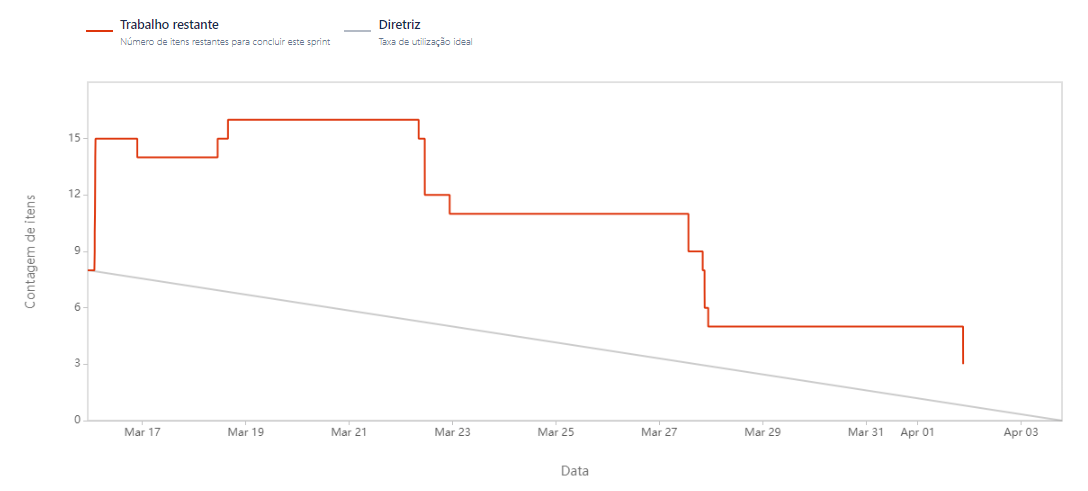 Trabalho restante
Número de itens restantes para concluir este sprint
Diretriz
Taxa de utilização ideal
Contagem de itens
15
12
9
6
3
0
Mar 17 Mar 19 Mar 21 Mar 23 Mar 25 Mar 27 Mar 29 Mar 31 Apr 01 Apr 03
Data